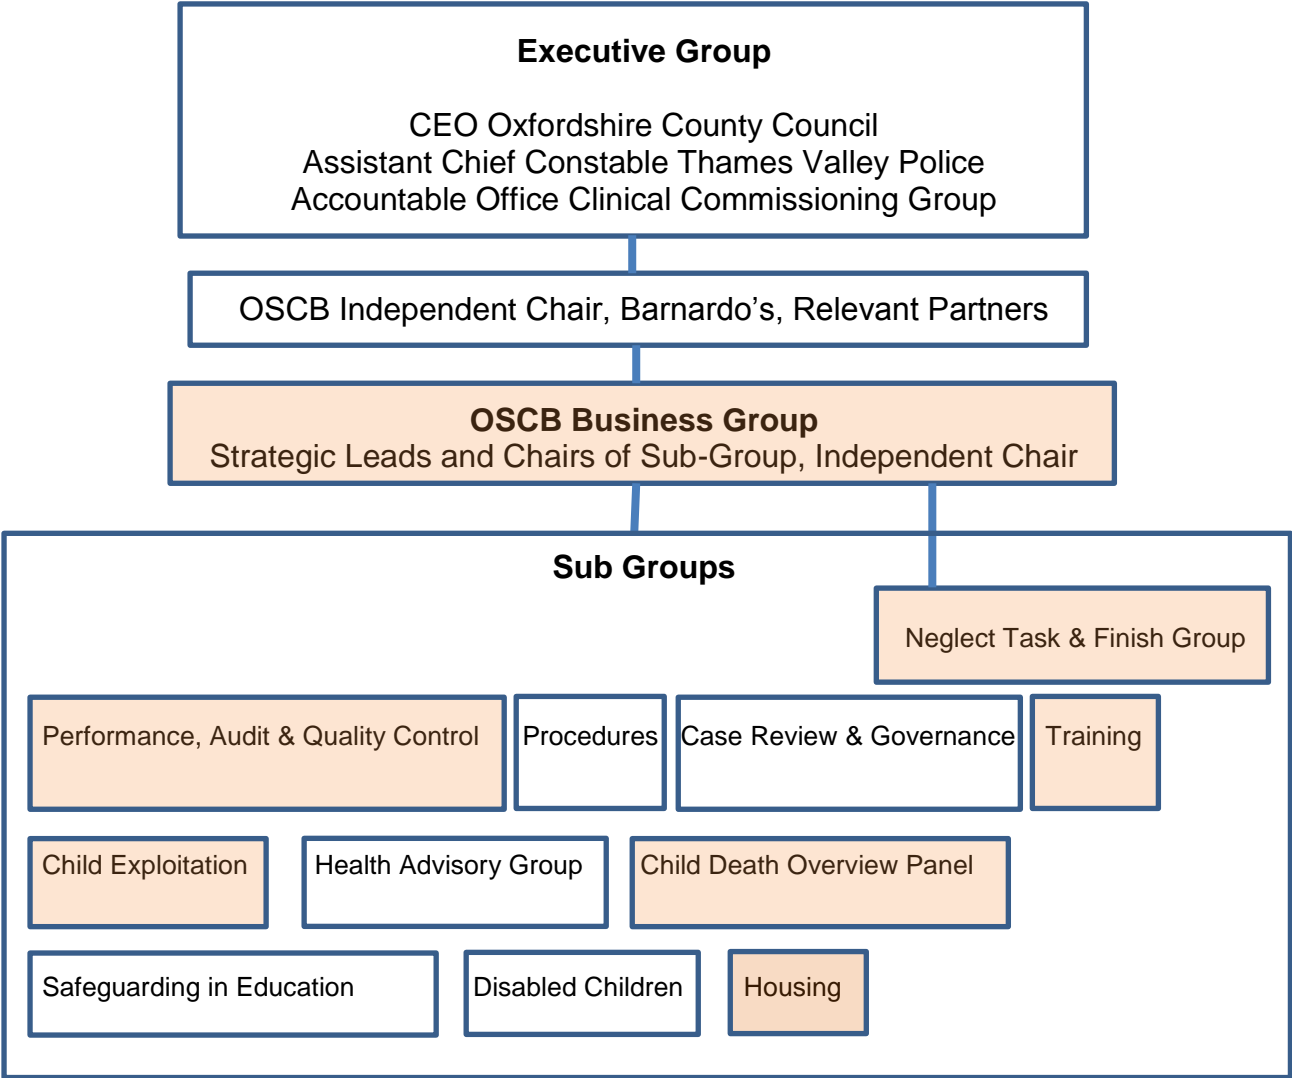 Executive Group
CEO Oxfordshire County Council
Assistant Chief Constable Thames Valley Police
Accountable Office Clinical Commissioning Group
OSCB Independent Chair, Barnardo’s, Relevant Partners
OSCB Business Group
Strategic Leads and Chairs of Sub-Group, Independent Chair
Sub Groups
Neglect Task & Finish Group
Performance, Audit & Quality Control
Procedures
Case Review & Governance
Training
Child Exploitation
Health Advisory Group
Child Death Overview Panel
Safeguarding in Education
Disabled Children
Housing